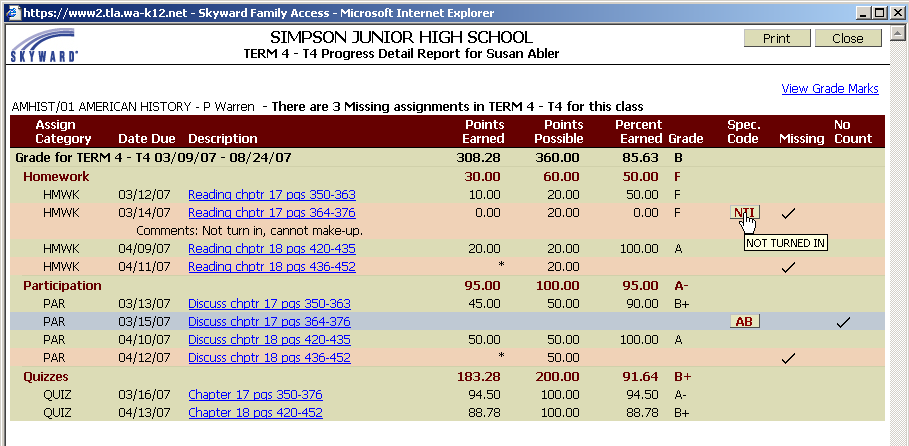 https://www2.tla.wa-k12.net - Skyward Family Access - Microsoft Internet Explorer
SKYWARD
SIMPSON JUNIOR HIGH SCHOOL
TERM 4 - T4 Progress Detail Report for Susan Abler
Print Close
View Grade Marks
AMHIST/01 AMERICAN HISTORY - P Warren - There are 3 Missing assignments in TERM 4 - T4 for this class
Assign Points Points Percent Spec. No
Category Date Due Description Earned Possible Earned Grade Code Missing Count
Grade for TERM 4 - T4 03/09/07 - 08/24/07 308.28 360.00 85.63 B
Homework 30.00 60.00 50.00 F
HMWK 03/12/07 Reading chptr 17 pgs 350-363 10.00 20.00 50.00 F
HMWK 03/14/07 Reading chptr 17 pgs 364-376 0.00 20.00 0.00 F NTI ✓
Comments: Not turn in, cannot make-up.
NOT TURNED IN
HMWK 04/09/07 Reading chptr 18 pgs 420-435 20.00 20.00 100.00 A
HMWK 04/11/07 Reading chptr 18 pgs 436-452 * 20.00 ✓
Participation 95.00 100.00 95.00 A-
PAR 03/13/07 Discuss chptr 17 pgs 350-363 45.00 50.00 90.00 B+
PAR 03/15/07 Discuss chptr 17 pgs 364-376 AB ✓
PAR 04/10/07 Discuss chptr 18 pgs 420-435 50.00 50.00 100.00 A
PAR 04/12/07 Discuss chptr 18 pgs 436-452 * 50.00 ✓
Quizzes 183.28 200.00 91.64 B+
QUIZ 03/16/07 Chapter 17 pgs 350-376 94.50 100.00 94.50 A-
QUIZ 04/13/07 Chapter 18 pgs 420-452 88.78 100.00 88.78 B+